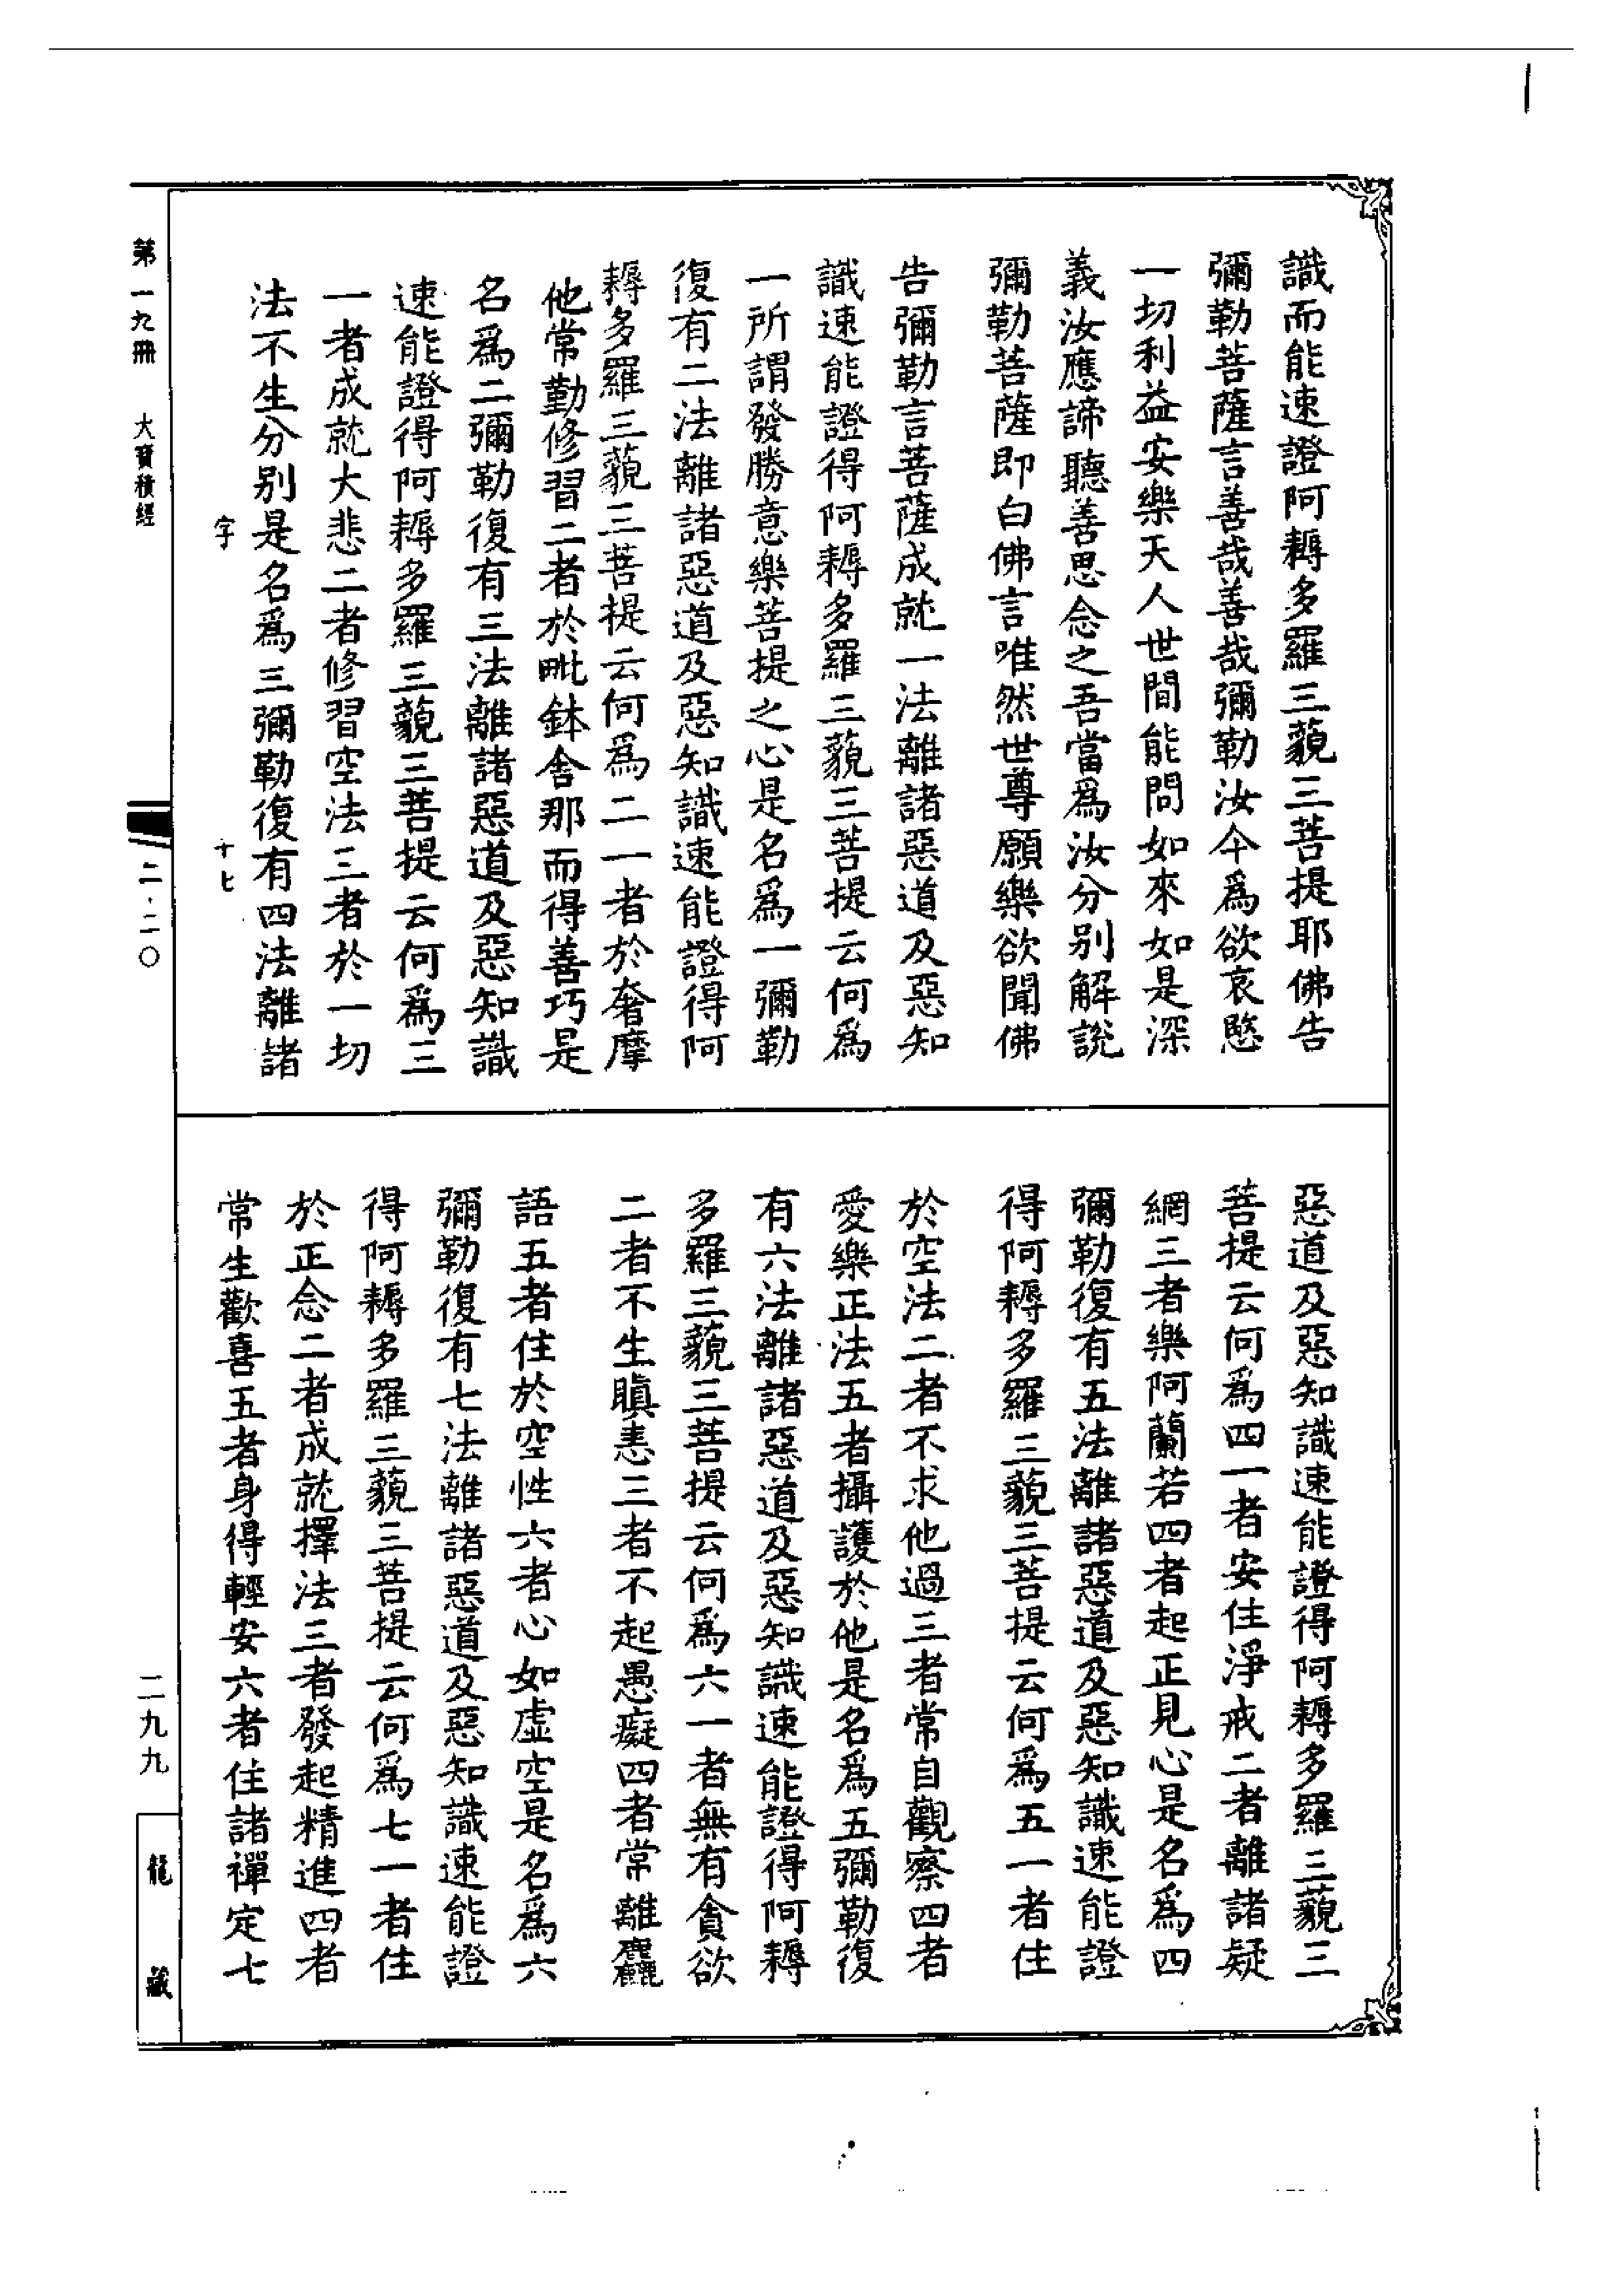 識而能速證阿耨多羅三藐三菩提耶佛告
彌勒菩薩言善哉善哉彌勒汝今為欲哀愍
一切利益安樂天人世間能問如來如是深
義汝應諦聽善思念之吾當為汝分別解說
彌勒菩薩即白佛言唯然世尊願樂欲聞佛
告彌勒言菩薩成就一法離諸惡道及惡知
識速能證得阿耨多羅三藐三菩提云何為
一所謂發勝意樂菩提之心是名為一彌勒
復有二法離諸惡道及惡知識速能證得阿
耨多羅三藐三菩提云何為二一者於奢摩
他常勤修習二者於毗鉢舍那而得善巧是
名為二彌勒復有三法離諸惡道及惡知識
速能證得阿耨多羅三藐三菩提云何為三
一者成就大悲二者修習空法三者於一切
法不生分別是名為三彌勒復有四法離諸
字 十七
惡道及惡知識速能證得阿耨多羅三藐三
菩提云何為四一者安住淨戒二者離諸疑
網三者樂阿蘭若四者起正見心是名為四
彌勒復有五法離諸惡道及惡知識速能證
得阿耨多羅三藐三菩提云何為五一者住
於空法二者不求他過三者常自觀察四者
愛樂正法五者攝護於他是名為五彌勒復
有六法離諸惡道及惡知識速能證得阿耨
多羅三藐三菩提云何為六一者無有貪欲
二者不生瞋恚三者不起愚癡四者常離麤
語五者住於空性六者心如虛空是名為六
彌勒復有七法離諸惡道及惡知識速能證
得阿耨多羅三藐三菩提云何為七一者住
於正念二者成就擇法三者發起精進四者
常生歡喜五者身得輕安六者住諸禪定七
第一九冊 大寶積經 二·二〇 二九九 龍藏